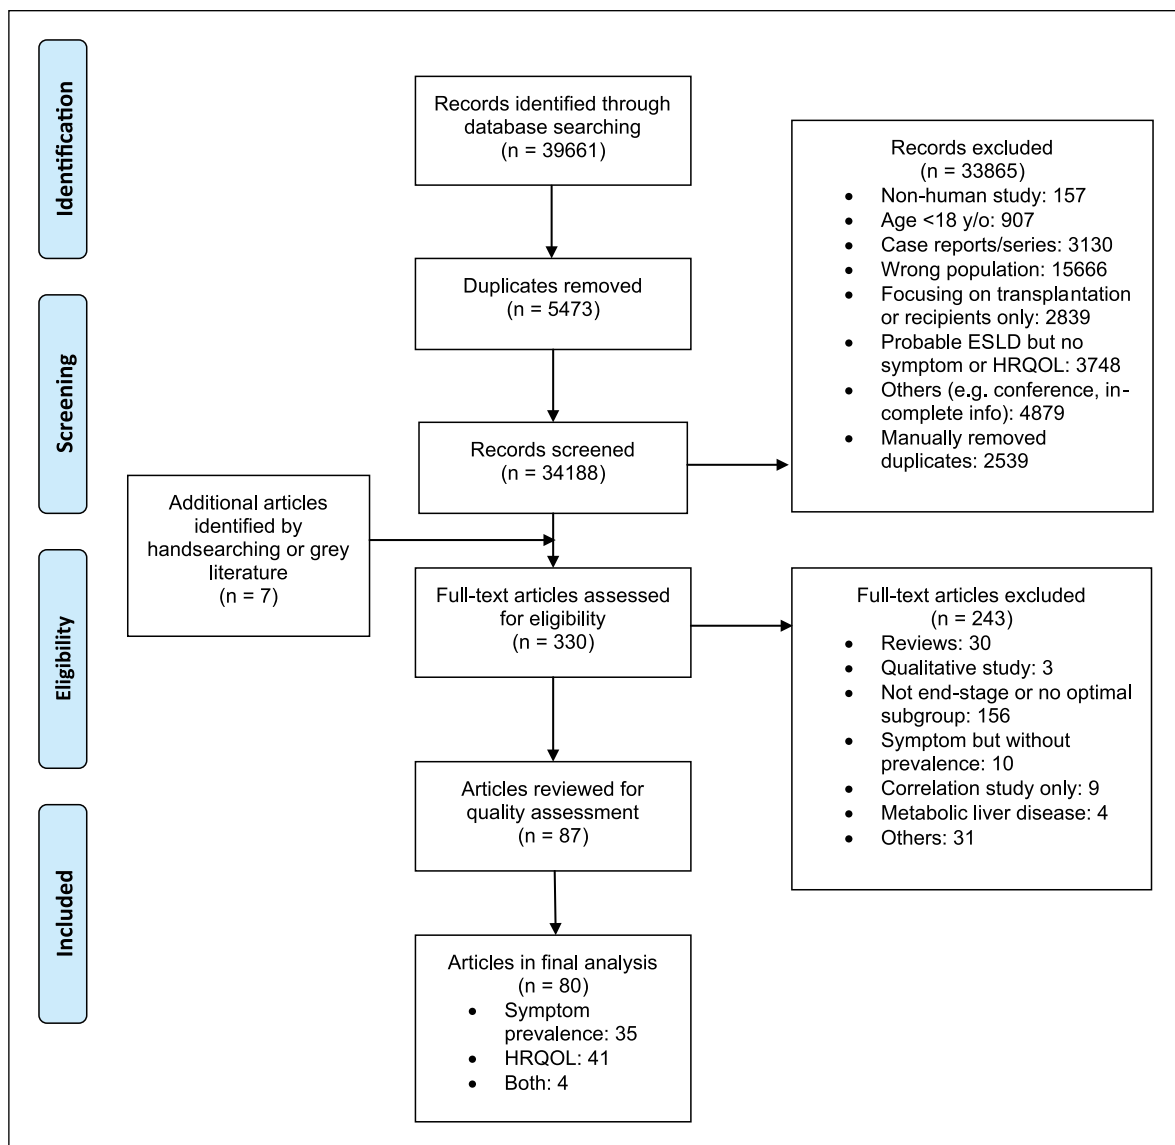 Identification
Screening
Eligibility
Included
Records identified through
database searching
(n = 39661)
Duplicates removed
(n = 5473)
Records screened
(n = 34188)
Records excluded
(n = 33865)
• Non-human study: 157
• Age <18 y/o: 907
• Case reports/series: 3130
• Wrong population: 15666
• Focusing on transplantation
or recipients only: 2839
• Probable ESLD but no
symptom or HRQOL: 3748
• Others (e.g. conference, in-
complete info): 4879
• Manually removed
duplicates: 2539
Additional articles
identified by
handsearching or grey
literature
(n = 7)
Full-text articles assessed
for eligibility
(n = 330)
Full-text articles excluded
(n = 243)
• Reviews: 30
• Qualitative study: 3
• Not end-stage or no optimal
subgroup: 156
• Symptom but without
prevalence: 10
• Correlation study only: 9
• Metabolic liver disease: 4
• Others: 31
Articles reviewed for
quality assessment
(n = 87)
Articles in final analysis
(n = 80)
• Symptom
prevalence: 35
• HRQOL: 41
• Both: 4